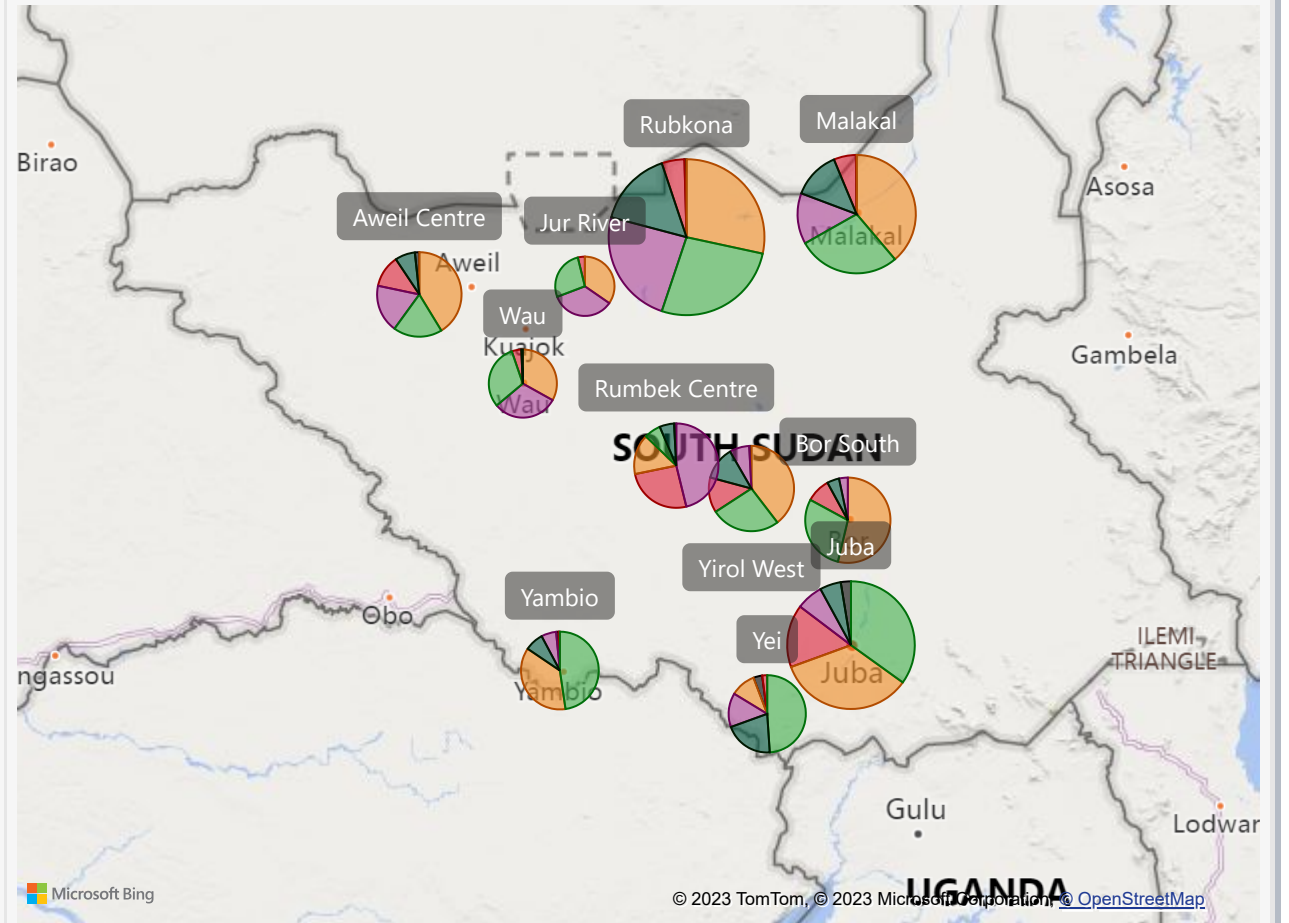 Rubkona
Malakal
Birao
Asosa
Aweil Centre
Jur River
Malakal
Aweil
Wau
Kuajok
Gambela
Wau
Rumbek Centre
SOUTH SUDAN
Bor South
Bor
Juba
Yirol West
Yambio
Obo
Yei
ILEMI
TRIANGLE
ngassou
Juba
Yambio
Gulu
Lodwar
UGANDA
Microsoft Bing
© 2023 TomTom, © 2023 Microsoft Corporation, © OpenStreetMap